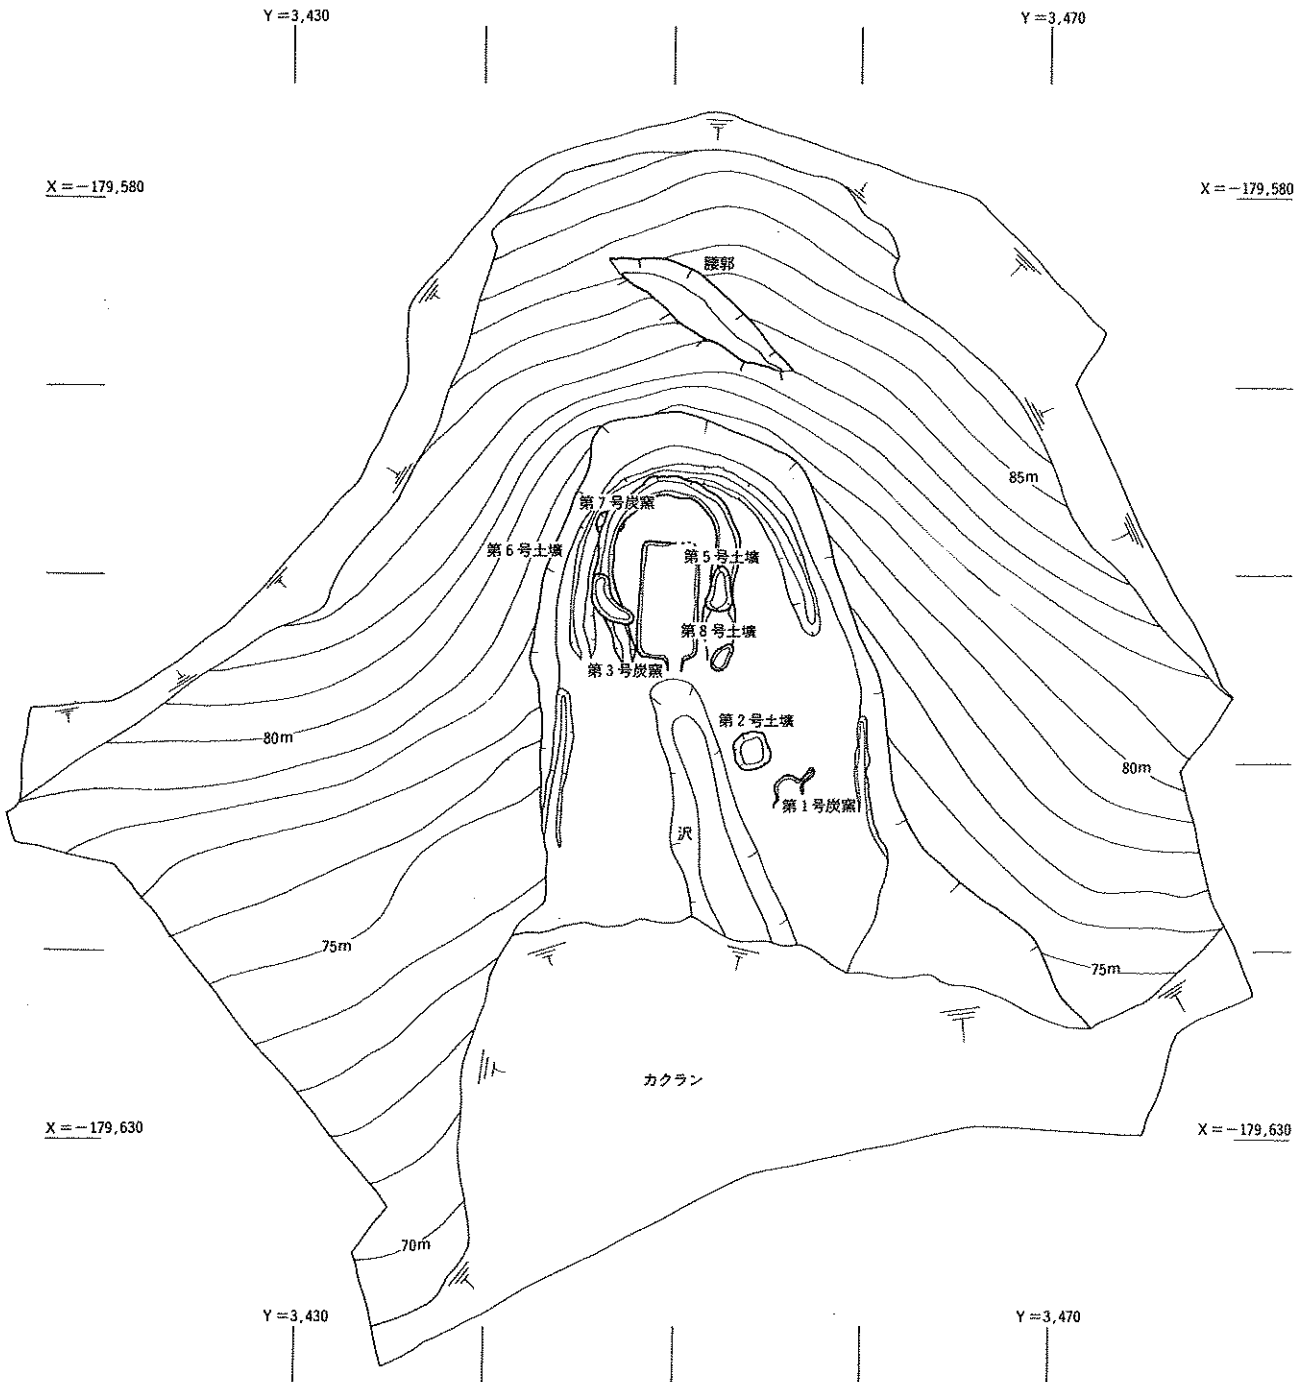 Y=3,430
Y=3,470
X=-179,580
X=-179,580
腰郭
85m
第7号炭窯
第6号土壙
第5号土壙
第8号土壙
第3号炭窯
第2号土壙
80m
80m
第1号炭窯
沢
75m
75m
カクラン
X=-179,630
X=-179,630
70m
Y=3,430
Y=3,470